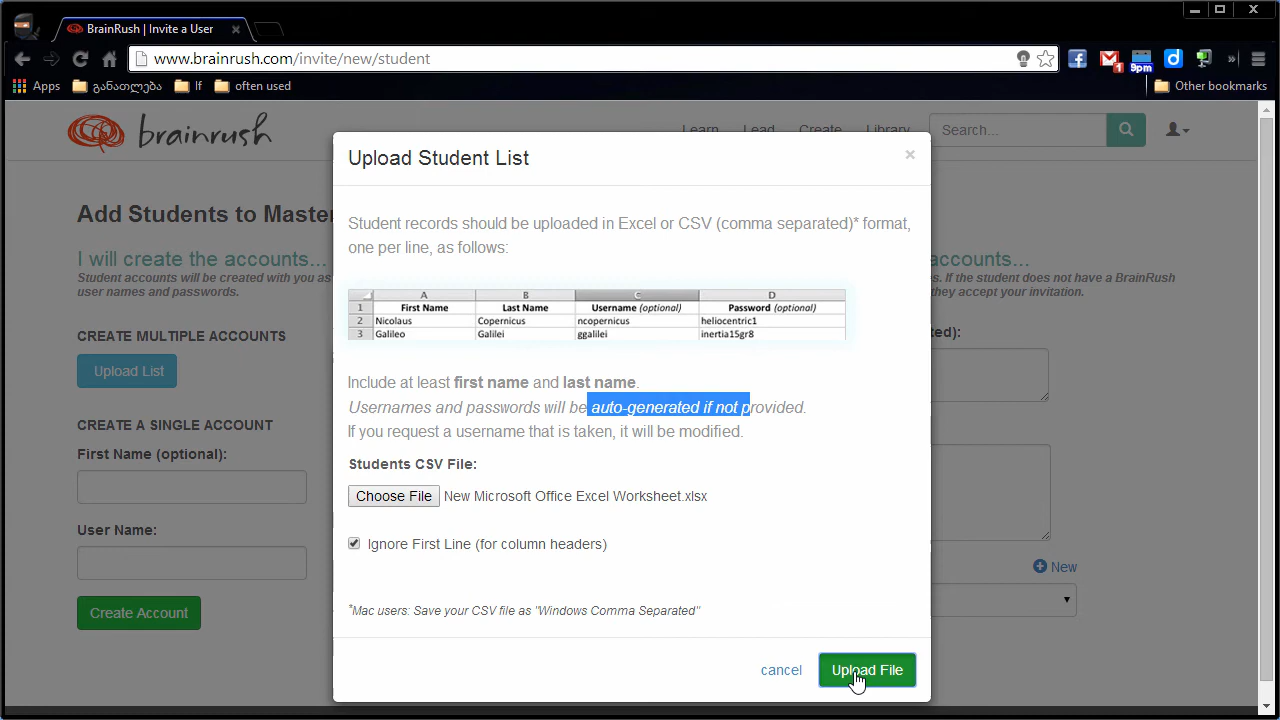 BrainRush | Invite a User
www.brainrush.com/invite/new/student
1
9pm
Apps განათლება If often used Other bookmarks
brainrush
Learn Lead Create Library Search...
Upload Student List
Student records should be uploaded in Excel or CSV (comma separated)* format,
one per line, as follows:
A B C D
1 First Name Last Name Username (optional) Password (optional)
2 Nicolaus Copernicus ncopernicus heliocentric1
3 Galileo Galilei ggalilei inertia15gr8
Include at least first name and last name.
Usernames and passwords will be auto-generated if not provided.
If you request a username that is taken, it will be modified.
Students CSV File:
Choose File New Microsoft Office Excel Worksheet.xlsx
Ignore First Line (for column headers)
*Mac users: Save your CSV file as "Windows Comma Separated"
cancel Upload File
Add Students to Master
I will create the accounts...
Student accounts will be created with you as
user names and passwords.
CREATE MULTIPLE ACCOUNTS
Upload List
CREATE A SINGLE ACCOUNT
First Name (optional):
User Name:
Create Account
accounts...
s. If the student does not have a BrainRush
they accept your invitation.
ted):
New